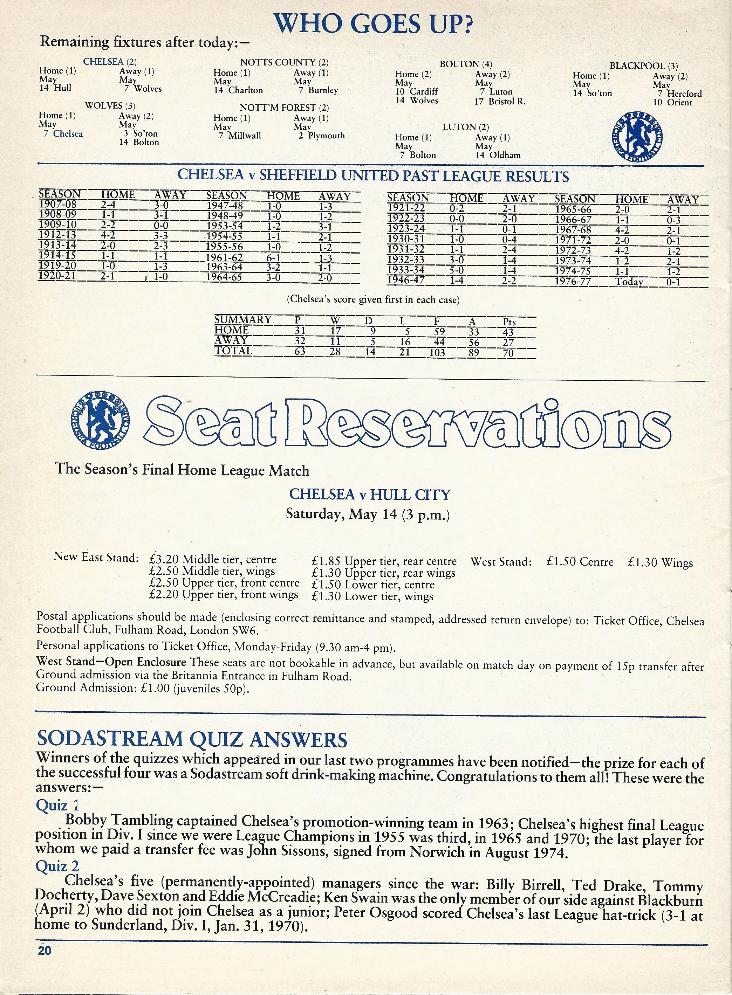 WHO GOES UP?
Remaining fixtures after today:—
CHELSEA (2)
Home (1) Away (1)
May May
14 Hull 7 Wolves
NOTTS COUNTY (2)
Home (1) Away (1)
May May
14 Charlton 7 Burnley
BOLTON (4)
Home (2) Away (2)
May May
10 Cardiff 7 Luton
14 Wolves 17 Bristol R.
BLACKPOOL (3)
Home (1) Away (2)
May May
14 So'ton 7 Hereford
10 Orient
WOLVES (3)
Home (1) Away (2)
May May
7 Chelsea 3 So'ton
14 Bolton
NOTT'M FOREST (2)
Home (1) Away (1)
May May
7 Millwall 2 Plymouth
LUTON (2)
Home (1) Away (1)
May May
7 Bolton 14 Oldham
CHELSEA v SHEFFIELD UNITED PAST LEAGUE RESULTS
SEASON HOME AWAY SEASON HOME AWAY
1907-08 2-4 3-0 1947-48 1-0 1-3
1908-09 1-1 3-1 1948-49 1-0 1-2
1909-10 2-2 0-0 1953-54 1-2 3-1
1912-13 4-2 3-3 1954-55 1-1 2-1
1913-14 2-0 2-3 1955-56 1-0 1-2
1914-15 1-1 1-1 1961-62 6-1 1-3
1919-20 1-0 1-3 1963-64 3-2 1-1
1920-21 2-1 1-0 1964-65 3-0 2-0
SEASON HOME AWAY SEASON HOME AWAY
1921-22 0-2 2-1 1965-66 2-0 2-1
1922-23 0-0 2-0 1966-67 1-1 0-3
1923-24 1-1 0-1 1967-68 4-2 2-1
1930-31 1-0 0-4 1971-72 2-0 0-1
1931-32 1-1 2-4 1972-73 4-2 1-2
1932-33 3-0 1-4 1973-74 1 2 2-1
1933-34 5-0 1-4 1974-75 1-1 1-2
1946-47 1-4 2-2 1976-77 Today 0-1
(Chelsea's score given first in each case)
SUMMARY P W D L F A Pts
HOME 31 17 9 5 59 33 43
AWAY 32 11 5 16 44 56 27
TOTAL 63 28 14 21 103 89 70
Seat Reservations
The Season's Final Home League Match
CHELSEA v HULL CITY
Saturday, May 14 (3 p.m.)
New East Stand: £3.20 Middle tier, centre £1.85 Upper tier, rear centre West Stand: £1.50 Centre £1.30 Wings
£2.50 Middle tier, wings £1.30 Upper tier, rear wings
£2.50 Upper tier, front centre £1.50 Lower tier, centre
£2.20 Upper tier, front wings £1.30 Lower tier, wings
Postal applications should be made (enclosing correct remittance and stamped, addressed return envelope) to: Ticket Office, Chelsea
Football Club, Fulham Road, London SW6.
Personal applications to Ticket Office, Monday-Friday (9.30 am-4 pm).
West Stand—Open Enclosure These seats are not bookable in advance, but available on match day on payment of 15p transfer after
Ground admission via the Britannia Entrance in Fulham Road.
Ground Admission: £1.00 (juveniles 50p).
SODASTREAM QUIZ ANSWERS
Winners of the quizzes which appeared in our last two programmes have been notified—the prize for each of
the successful four was a Sodastream soft drink-making machine. Congratulations to them all! These were the
answers:—
Quiz 1
Bobby Tambling captained Chelsea's promotion-winning team in 1963; Chelsea's highest final League
position in Div. I since we were League Champions in 1955 was third, in 1965 and 1970; the last player for
whom we paid a transfer fee was John Sissons, signed from Norwich in August 1974.
Quiz 2
Chelsea's five (permanently-appointed) managers since the war: Billy Birrell, Ted Drake, Tommy
Docherty, Dave Sexton and Eddie McCreadie; Ken Swain was the only member of our side against Blackburn
(April 2) who did not join Chelsea as a junior; Peter Osgood scored Chelsea's last League hat-trick (3-1 at
home to Sunderland, Div. I, Jan. 31, 1970).
20